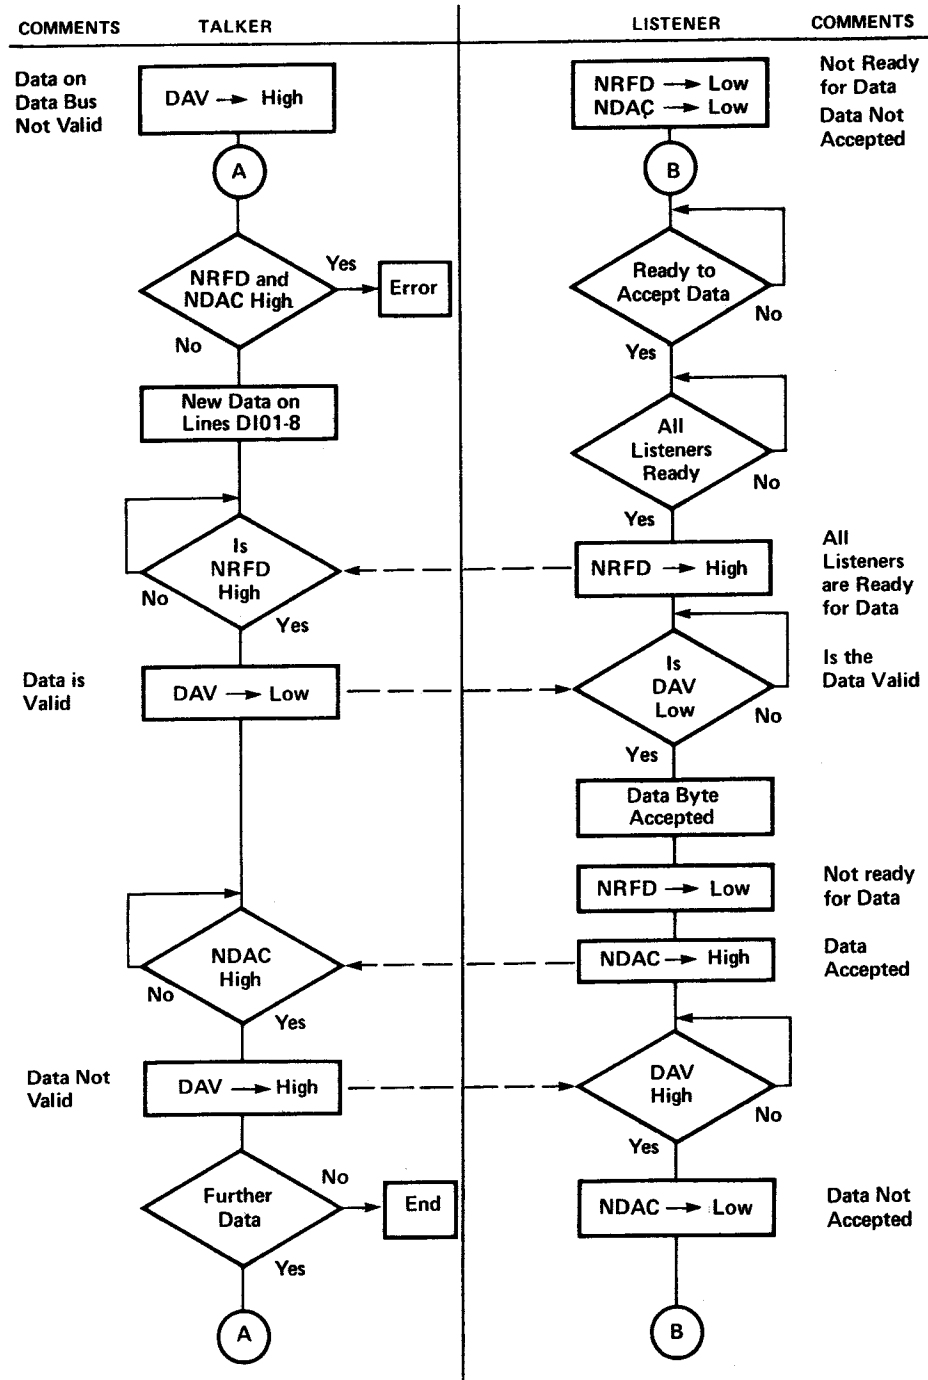 COMMENTS TALKER LISTENER COMMENTS
Data on
Data Bus
Not Valid
DAV → High
A
NRFD and
NDAC High
Yes
Error
No
New Data on
Lines DI01-8
Is
NRFD
High
No
Yes
Data is
Valid
DAV → Low
NDAC
High
No
Yes
Data Not
Valid
DAV → High
Further
Data
No
End
Yes
A
NRFD → Low
NDAC → Low
Not Ready
for Data
Data Not
Accepted
B
Ready to
Accept Data
No
Yes
All
Listeners
Ready
No
Yes
NRFD → High
All
Listeners
are Ready
for Data
Is
DAV
Low
No
Is the
Data Valid
Yes
Data Byte
Accepted
NRFD → Low
Not ready
for Data
NDAC → High
Data
Accepted
DAV
High
No
Yes
NDAC → Low
Data Not
Accepted
B